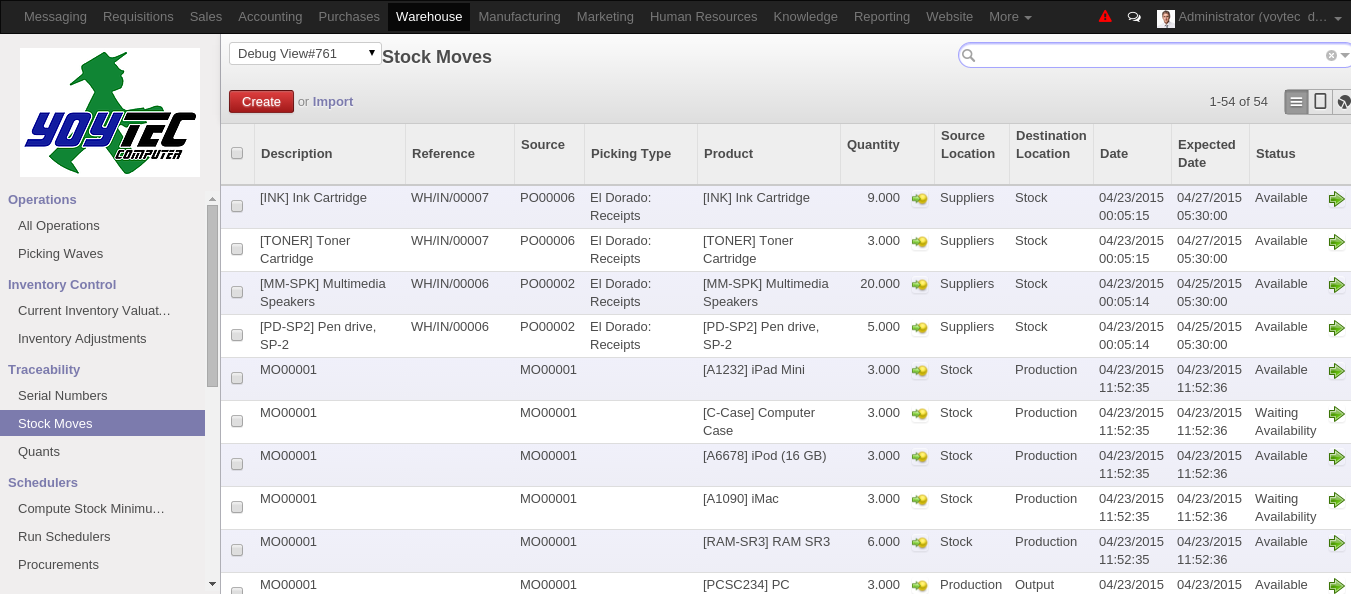 Messaging Requisitions Sales Accounting Purchases Warehouse Manufacturing Marketing Human Resources Knowledge Reporting Website More Administrator (yoytec_d...
Debug View#761 Stock Moves
Create or Import 1-54 of 54
YOYTEC
COMPUTER
Operations
All Operations
Picking Waves
Inventory Control
Current Inventory Valuat...
Inventory Adjustments
Traceability
Serial Numbers
Stock Moves
Quants
Schedulers
Compute Stock Minimu...
Run Schedulers
Procurements
Description Reference Source Picking Type Product Quantity Source Location Destination Location Date Expected Date Status
[INK] Ink Cartridge WH/IN/00007 PO00006 El Dorado: [INK] Ink Cartridge 9.000 Suppliers Stock 04/23/2015 04/27/2015 Available
Receipts 00:05:15 05:30:00
[TONER] Toner WH/IN/00007 PO00006 El Dorado: [TONER] Toner 3.000 Suppliers Stock 04/23/2015 04/27/2015 Available
Cartridge Receipts Cartridge 00:05:15 05:30:00
[MM-SPK] Multimedia WH/IN/00006 PO00002 El Dorado: [MM-SPK] Multimedia 20.000 Suppliers Stock 04/23/2015 04/25/2015 Available
Speakers Receipts Speakers 00:05:14 05:30:00
[PD-SP2] Pen drive, WH/IN/00006 PO00002 El Dorado: [PD-SP2] Pen drive, 5.000 Suppliers Stock 04/23/2015 04/25/2015 Available
SP-2 Receipts SP-2 00:05:14 05:30:00
MO00001 MO00001 [A1232] iPad Mini 3.000 Stock Production 04/23/2015 04/23/2015 Available
11:52:35 11:52:36
MO00001 MO00001 [C-Case] Computer 3.000 Stock Production 04/23/2015 04/23/2015 Waiting
Case 11:52:35 11:52:36 Availability
MO00001 MO00001 [A6678] iPod (16 GB) 3.000 Stock Production 04/23/2015 04/23/2015 Available
11:52:35 11:52:36
MO00001 MO00001 [A1090] iMac 3.000 Stock Production 04/23/2015 04/23/2015 Waiting
11:52:35 11:52:36 Availability
MO00001 MO00001 [RAM-SR3] RAM SR3 6.000 Stock Production 04/23/2015 04/23/2015 Available
11:52:35 11:52:36
MO00001 MO00001 [PCSC234] PC 3.000 Production Output 04/23/2015 04/23/2015 Available